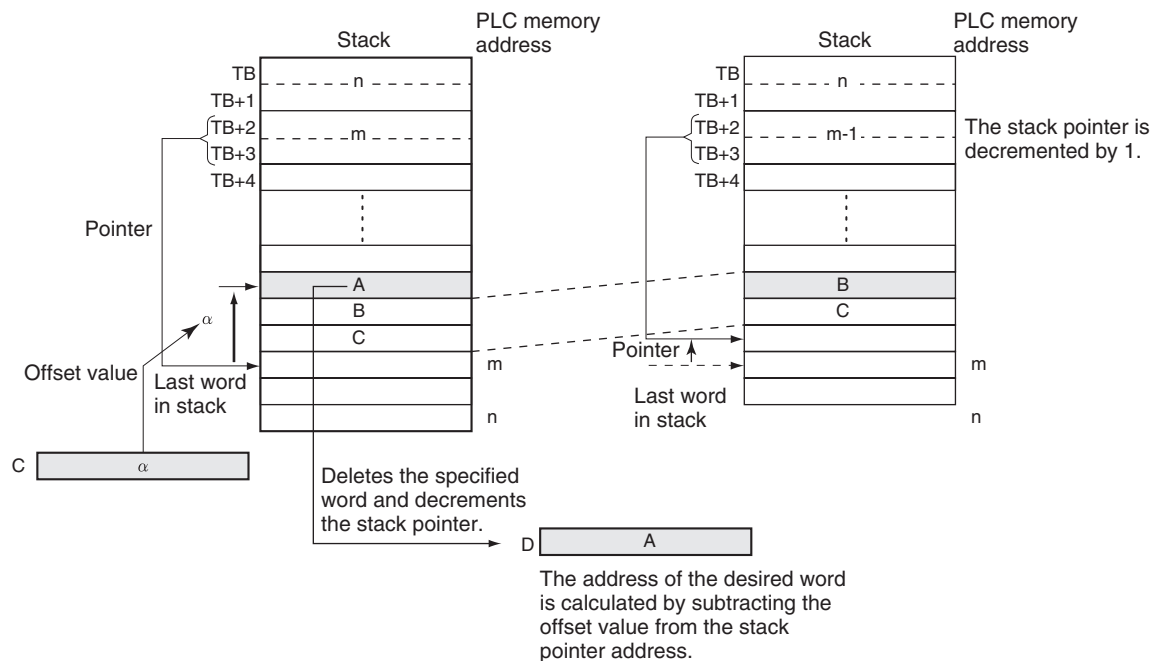 PLC memory
address
Stack
TB
n
TB+1
TB+2
m
TB+3
TB+4
Pointer
A
B
α
C
Offset value
Last word
in stack
m
n
C
α
Deletes the specified
word and decrements
the stack pointer.
D
A
The address of the desired word
is calculated by subtracting the
offset value from the stack
pointer address.
PLC memory
address
Stack
TB
n
TB+1
TB+2
m-1
TB+3
TB+4
The stack pointer is
decremented by 1.
B
C
Pointer
m
Last word
in stack
n